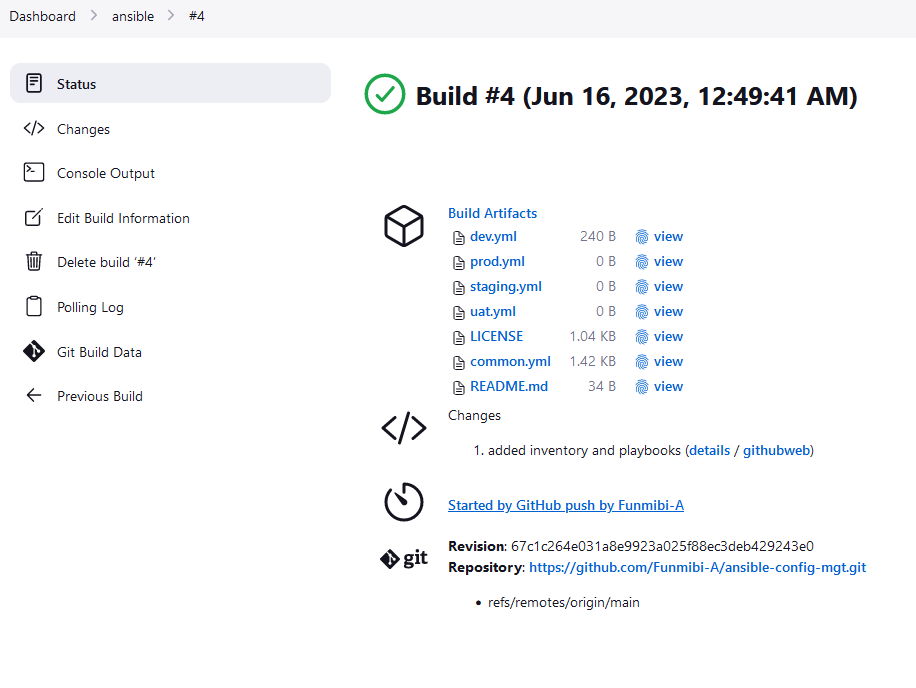 Dashboard > ansible > #4
Status
Changes
Console Output
Edit Build Information
Delete build ‘#4’
Polling Log
Git Build Data
Previous Build
Build #4 (Jun 16, 2023, 12:49:41 AM)
Build Artifacts
dev.yml 240 B view
prod.yml 0 B view
staging.yml 0 B view
uat.yml 0 B view
LICENSE 1.04 KB view
common.yml 1.42 KB view
README.md 34 B view
Changes
1. added inventory and playbooks (details / githubweb)
Started by GitHub push by Funmibi-A
git
Revision: 67c1c264e031a8e9923a025f88ec3deb429243e0
Repository: https://github.com/Funmibi-A/ansible-config-mgt.git
• refs/remotes/origin/main